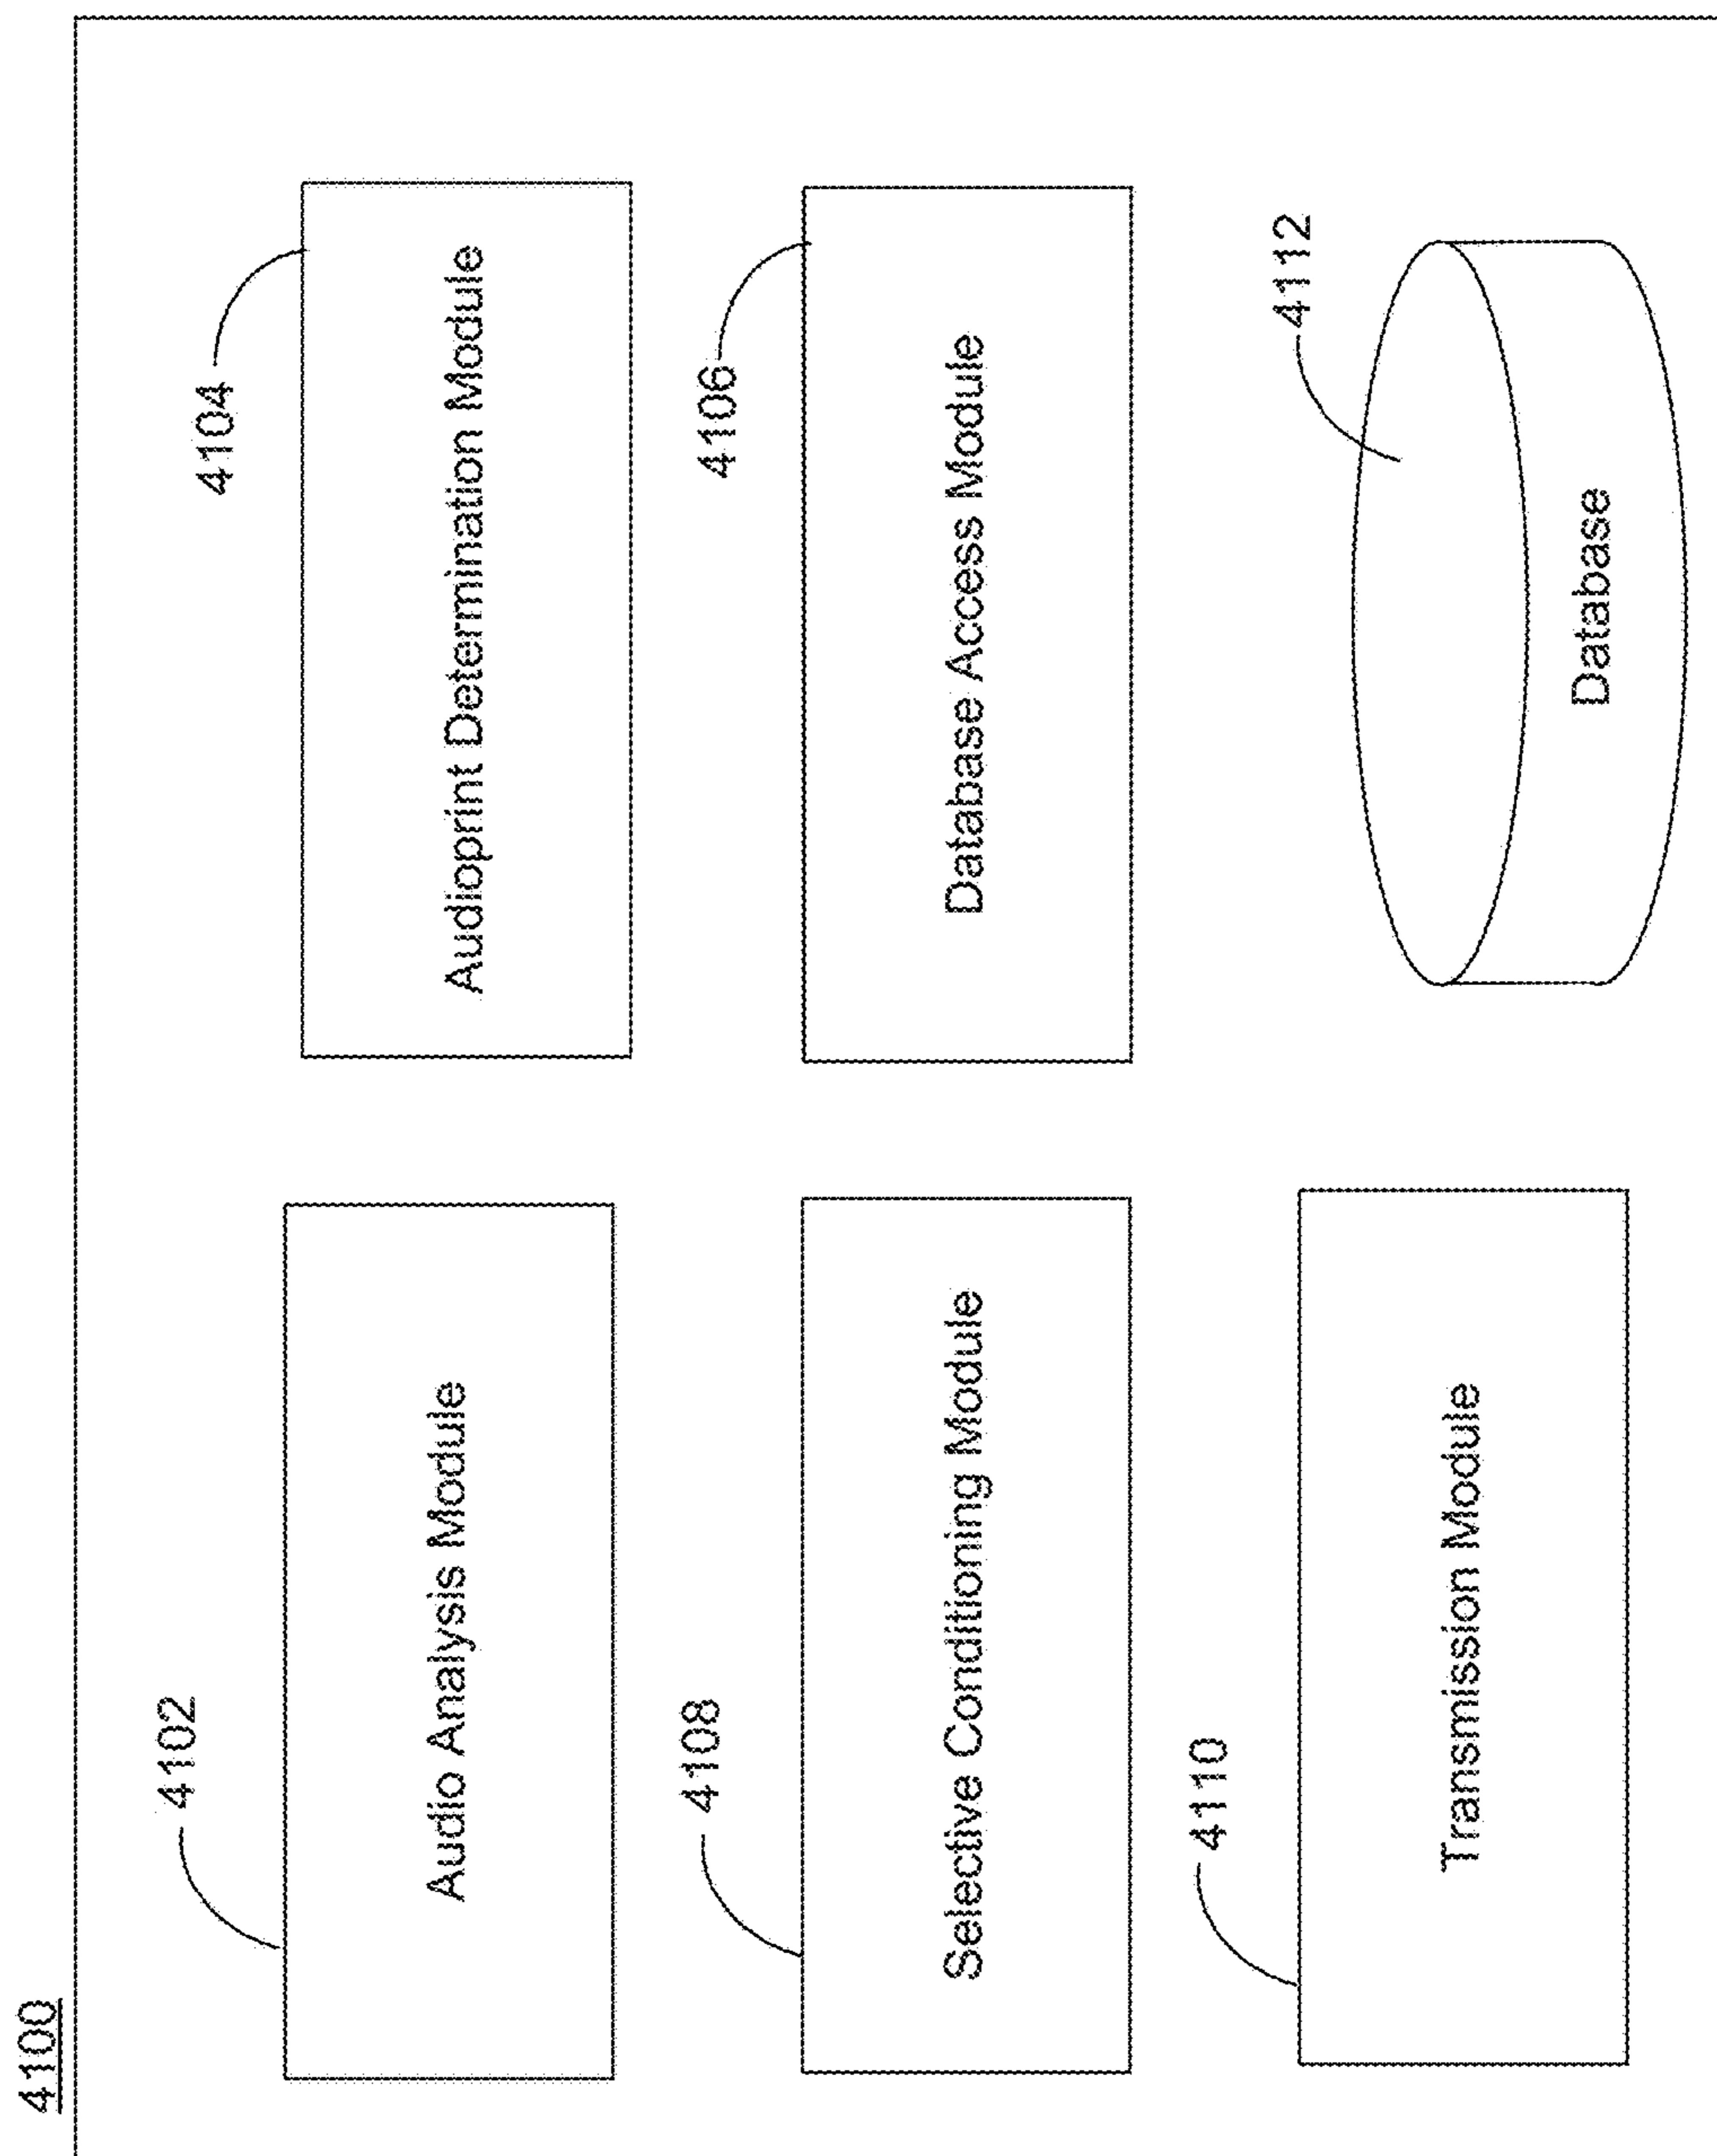 4100
4102
Audio Analysis Module
4104
Audioprint Determination Module
4108
Selective Conditioning Module
4106
Database Access Module
4110
Transmission Module
4112
Database